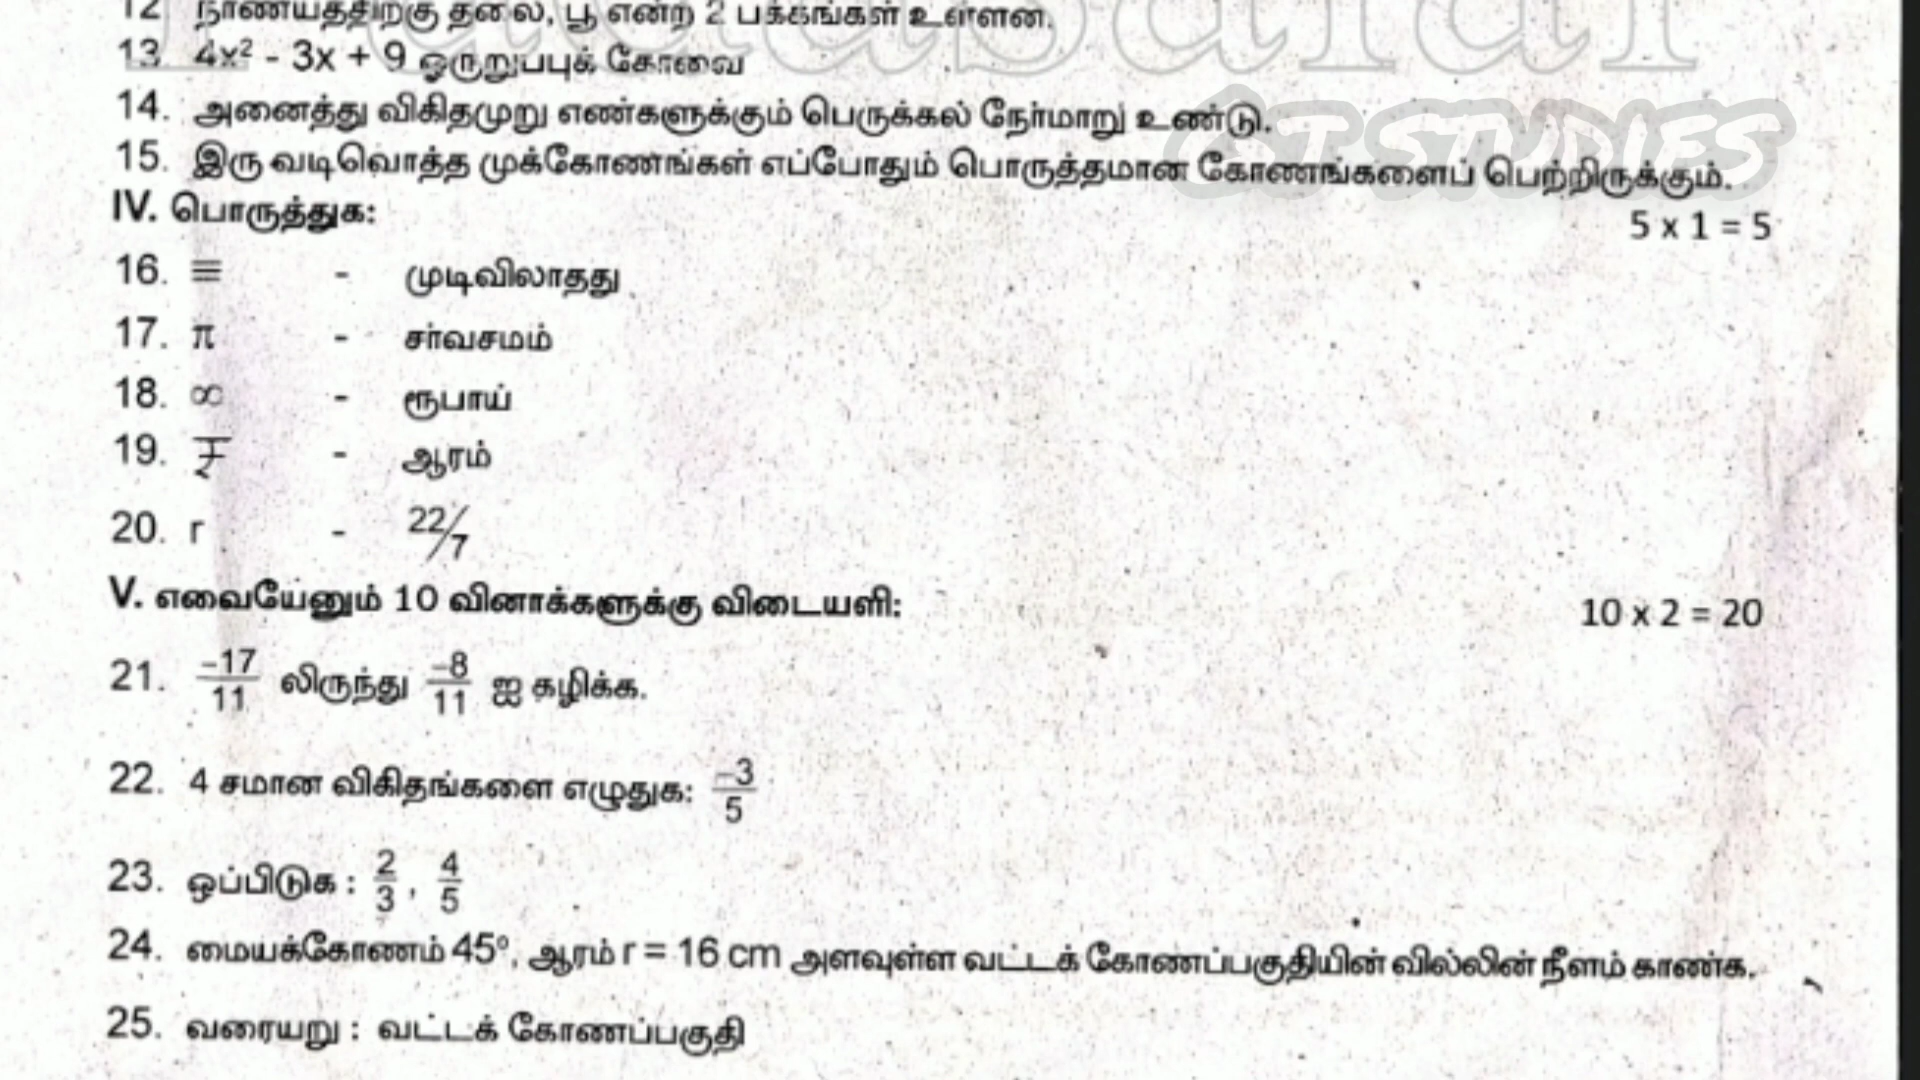 12 நாணயத்திற்கு தலை, பூ என்ற 2 பக்கங்கள் உள்ளன.
13. 4x² - 3x + 9 ஓருறுப்புக் கோவை
14. அனைத்து விகிதமுறு எண்களுக்கும் பெருக்கல் நேர்மாறு உண்டு.
GT STUDIES
15. இரு வடிவொத்த முக்கோணங்கள் எப்போதும் பொருத்தமான கோணங்களைப் பெற்றிருக்கும்.
IV. பொருத்துக: 5 x 1 = 5
16. ≡ - முடிவிலாதது
17. π - சர்வசமம்
18. ∞ - ரூபாய்
19. ₹ - ஆரம்
20. r - 22/7
V. எவையேனும் 10 வினாக்களுக்கு விடையளி: 10 x 2 = 20
21. -17/11 லிருந்து -8/11 ஐ கழிக்க.
22. 4 சமான விகிதங்களை எழுதுக: -3/5
23. ஒப்பிடுக : 2/3 , 4/5
24. மையக்கோணம் 45⁰, ஆரம் r = 16 cm அளவுள்ள வட்டக் கோணப்பகுதியின் வில்லின் நீளம் காண்க.
25. வரையறு : வட்டக் கோணப்பகுதி